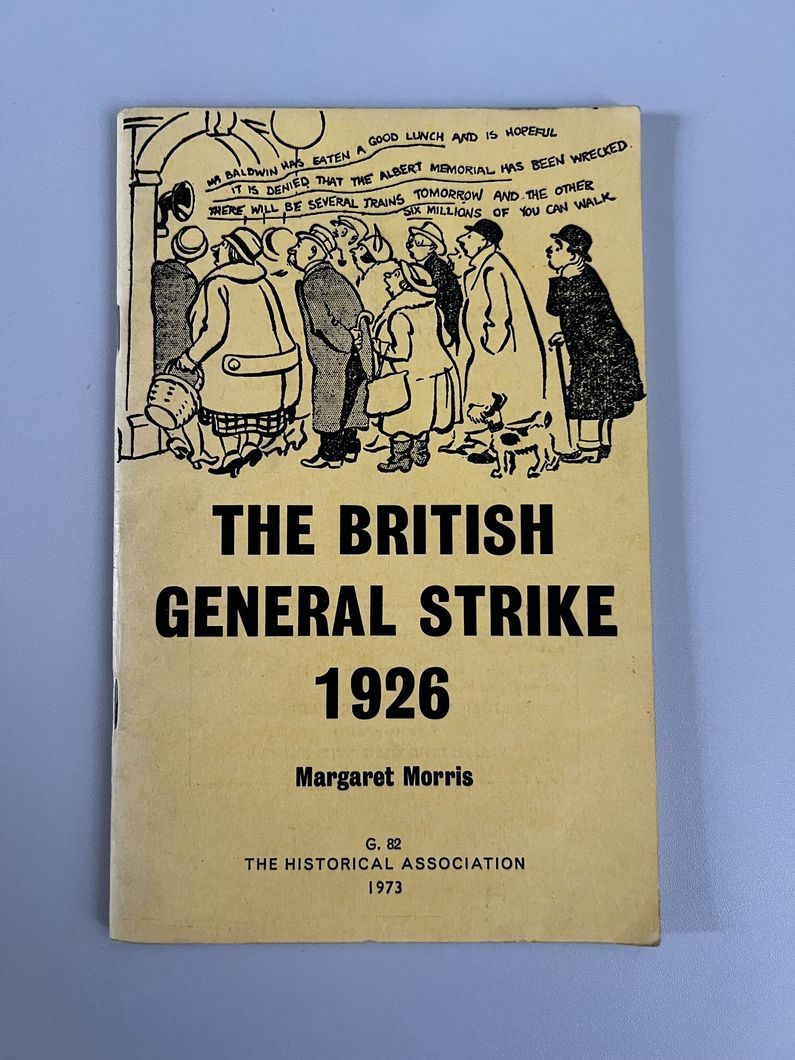 MR BALDWIN HAS EATEN A GOOD LUNCH AND IS HOPEFUL
IT IS DENIED THAT THE ALBERT MEMORIAL HAS BEEN WRECKED.
THERE WILL BE SEVERAL TRAINS TOMORROW AND THE OTHER
SIX MILLIONS OF YOU CAN WALK
THE BRITISH
GENERAL STRIKE
1926
Margaret Morris
G. 82
THE HISTORICAL ASSOCIATION
1973